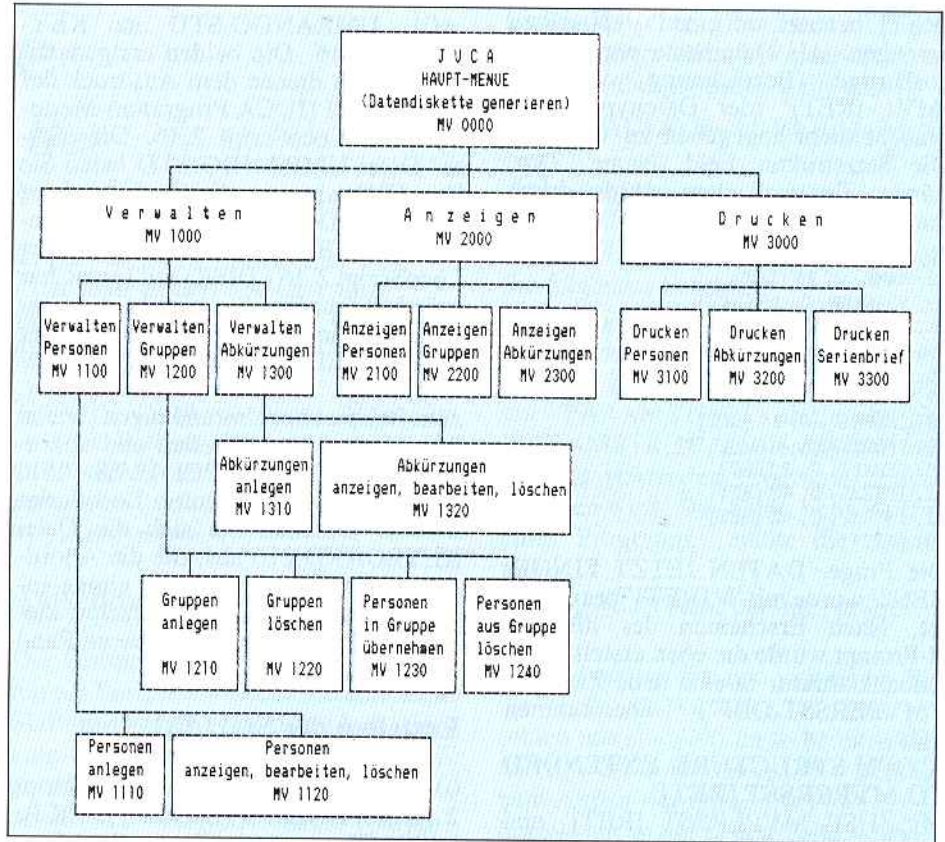 J U C A
HAUPT-MENUE
(Datendiskette generieren)
MV 0000
V e r w a l t e n
MV 1000
A n z e i g e n
MV 2000
D r u c k e n
MV 3000
Verwalten
Personen
MV 1100
Verwalten
Gruppen
MV 1200
Verwalten
Abkürzungen
MV 1300
Anzeigen
Personen
MV 2100
Anzeigen
Gruppen
MV 2200
Anzeigen
Abkürzungen
MV 2300
Drucken
Personen
MV 3100
Drucken
Abkürzungen
MV 3200
Drucken
Serienbrief
MV 3300
Abkürzungen
anlegen
MV 1310
Abkürzungen
anzeigen, bearbeiten, löschen
MV 1320
Gruppen
anlegen
MV 1210
Gruppen
löschen
MV 1220
Personen
in Gruppe
übernehmen
MV 1230
Personen
aus Gruppe
löschen
MV 1240
Personen
anlegen
MV 1110
Personen
anzeigen, bearbeiten, löschen
MV 1120